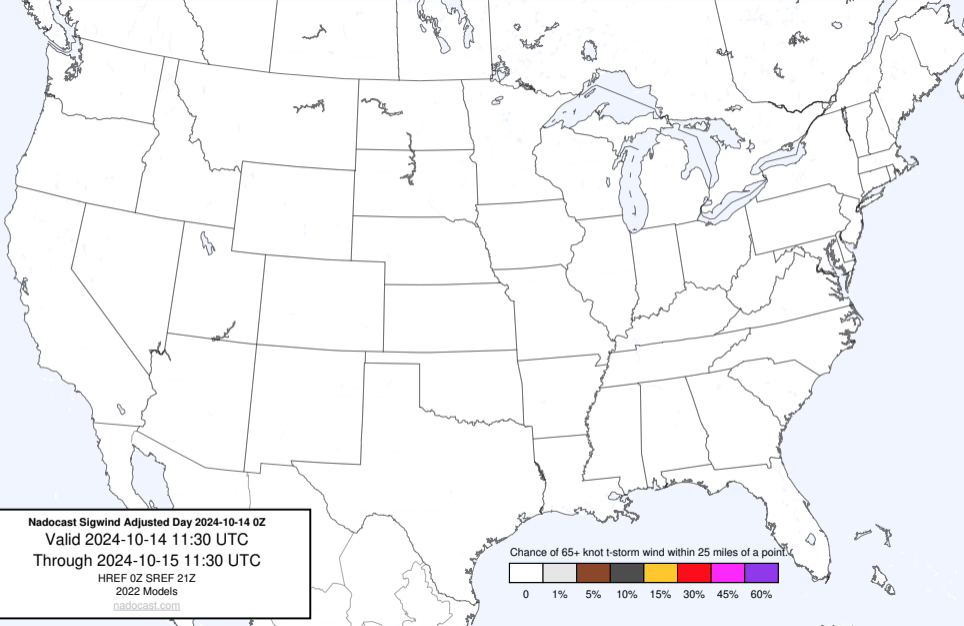 Nadocast Sigwind Adjusted Day 2024-10-14 0Z
Valid 2024-10-14 11:30 UTC
Through 2024-10-15 11:30 UTC
HREF 0Z SREF 21Z
2022 Models
nadocast.com
Chance of 65+ knot t-storm wind within 25 miles of a point.
0 1% 5% 10% 15% 30% 45% 60%